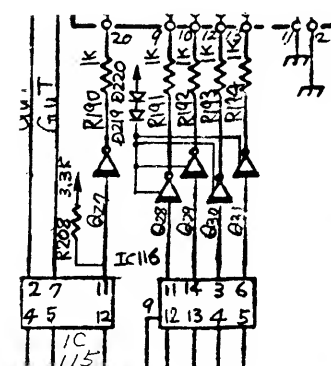 20 9 10 12 13 11 2
1K 1K 1K 1K 1K
R190 D219 D220 R191 R192 R193 R194
R208 3.3K Q27 Q28 Q29 Q30 Q31
IC116
2 7 11 11 14 3 6
4 5 12 9 12 13 4 5
IC
115